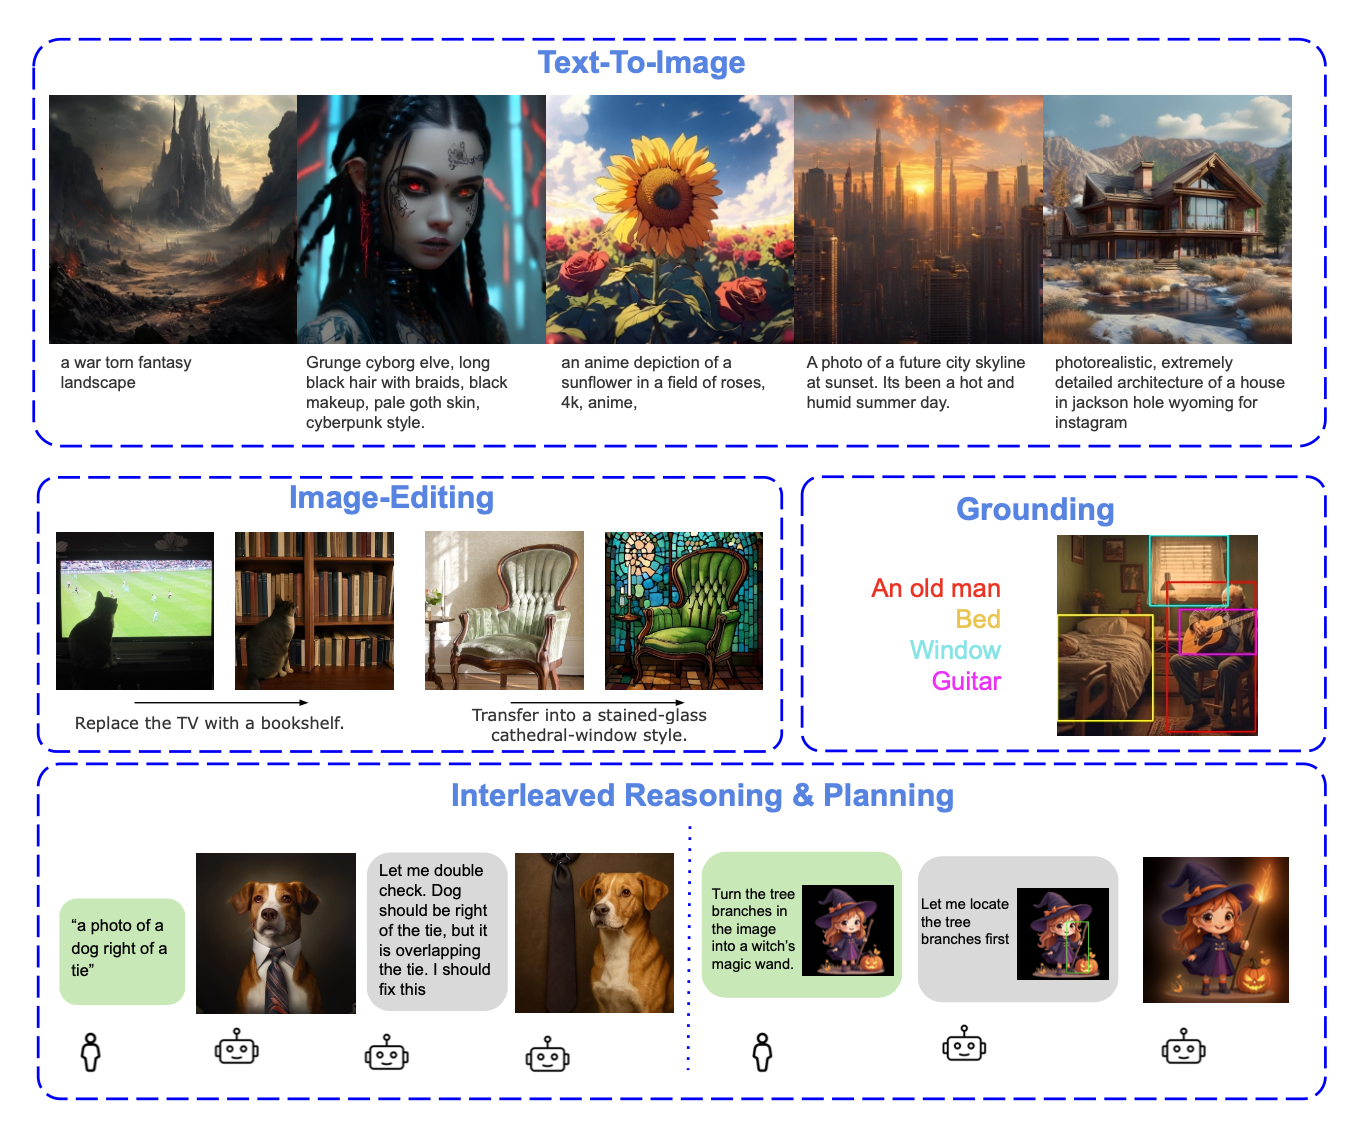 Text-To-Image
a war torn fantasy
landscape
Grunge cyborg elve, long
black hair with braids, black
makeup, pale goth skin,
cyberpunk style.
an anime depiction of a
sunflower in a field of roses,
4k, anime,
A photo of a future city skyline
at sunset. Its been a hot and
humid summer day.
photorealistic, extremely
detailed architecture of a house
in jackson hole wyoming for
instagram
Image-Editing
Replace the TV with a bookshelf.
Transfer into a stained-glass
cathedral-window style.
Grounding
An old man
Bed
Window
Guitar
Interleaved Reasoning & Planning
“a photo of a
dog right of a
tie”
Let me double
check. Dog
should be right
of the tie, but it
is overlapping
the tie. I should
fix this
Turn the tree
branches in
the image
into a witch’s
magic wand.
Let me locate
the tree
branches first